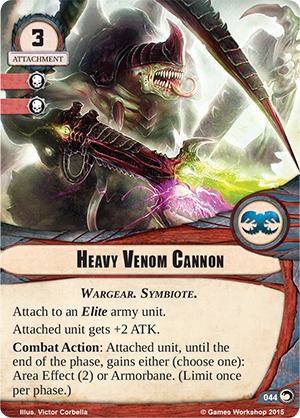 3
ATTACHMENT
HEAVY VENOM CANNON
WARGEAR. SYMBIOTE.
Attach to an Elite army unit.
Attached unit gets +2 ATK.
Combat Action: Attached unit, until the
end of the phase, gains either (choose one):
Area Effect (2) or Armorbane. (Limit once
per phase.)
044
Illus. Victor Corbella
© Games Workshop 2015